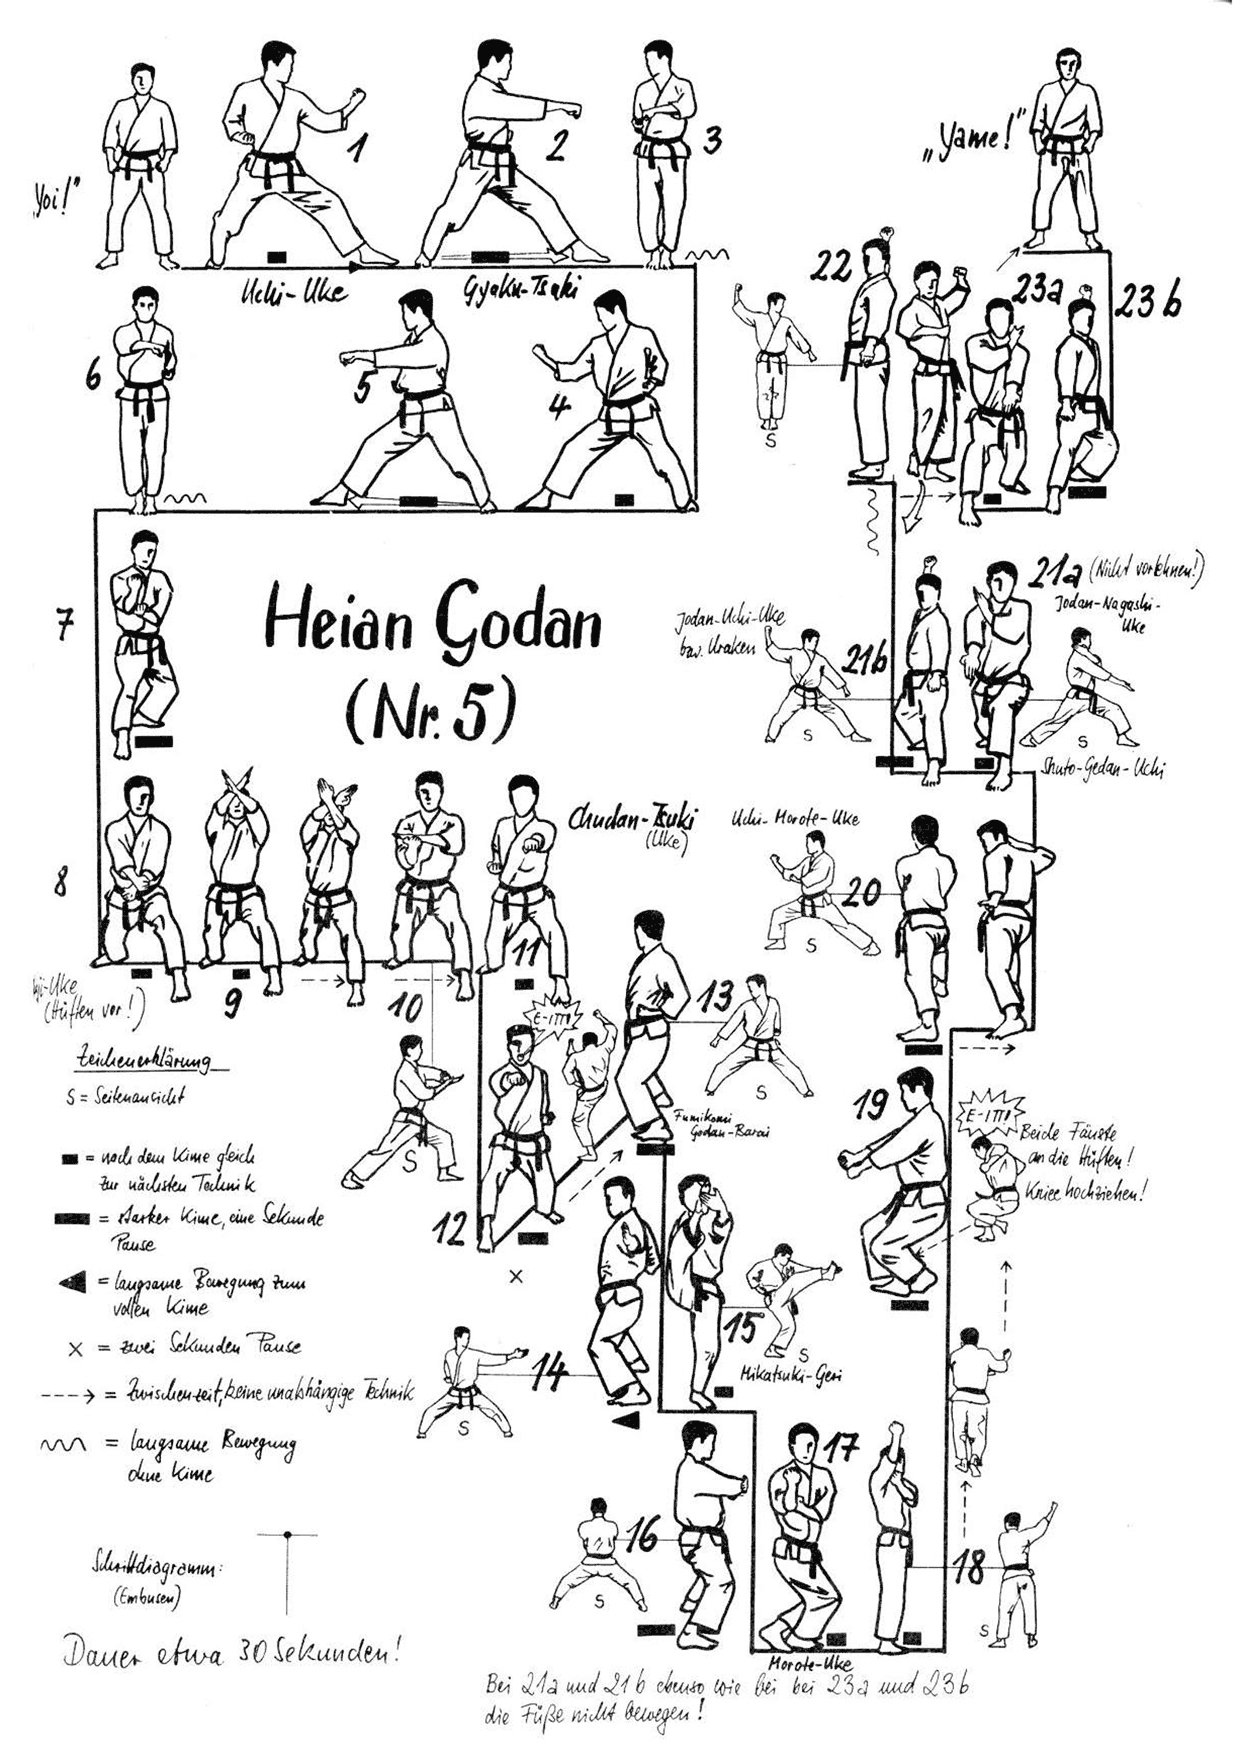 „Yoi!"
1
2
3
Uchi-Uke
Gyaku-Tsuki
„Yame!"
6
5
4
22
23a
23b
S
7
Heian Godan
(Nr. 5)
21a (Nicht vorlehnen!)
Jodan-Nagashi-
Uke
Jodan-Uchi-Uke
bzw. Uraken
21b
S
S
Shuto-Gedan-Uchi
8
9
10
11
Chudan-Tsuki
(Uke)
Uchi-Morote-Uke
20
S
ji-Uke
(Hüften vor!)
S
E-ITTI
13
S
Fumikomi
Gedan-Barai
12
19
E-ITTI
Beide Fäuste
an die Hüften!
Knie hochziehen!
Zeichenerklärung
S = Seitenansicht
= nach dem Kime gleich
zur nächsten Technik
= starker Kime, eine Sekunde
Pause
= langsame Bewegung zum
vollen Kime
× = zwei Sekunden Pause
= Zwischenzeit, keine unabhängige Technik
= langsame Bewegung
ohne Kime
×
14
S
15
S
Mikatsuki-Geri
16
S
17
18
S
Morote-Uke
Schrittdiagramm:
(Embusen)
Dauer etwa 30 Sekunden!
Bei 21a und 21b ebenso wie bei bei 23a und 23b
die Füße nicht bewegen!